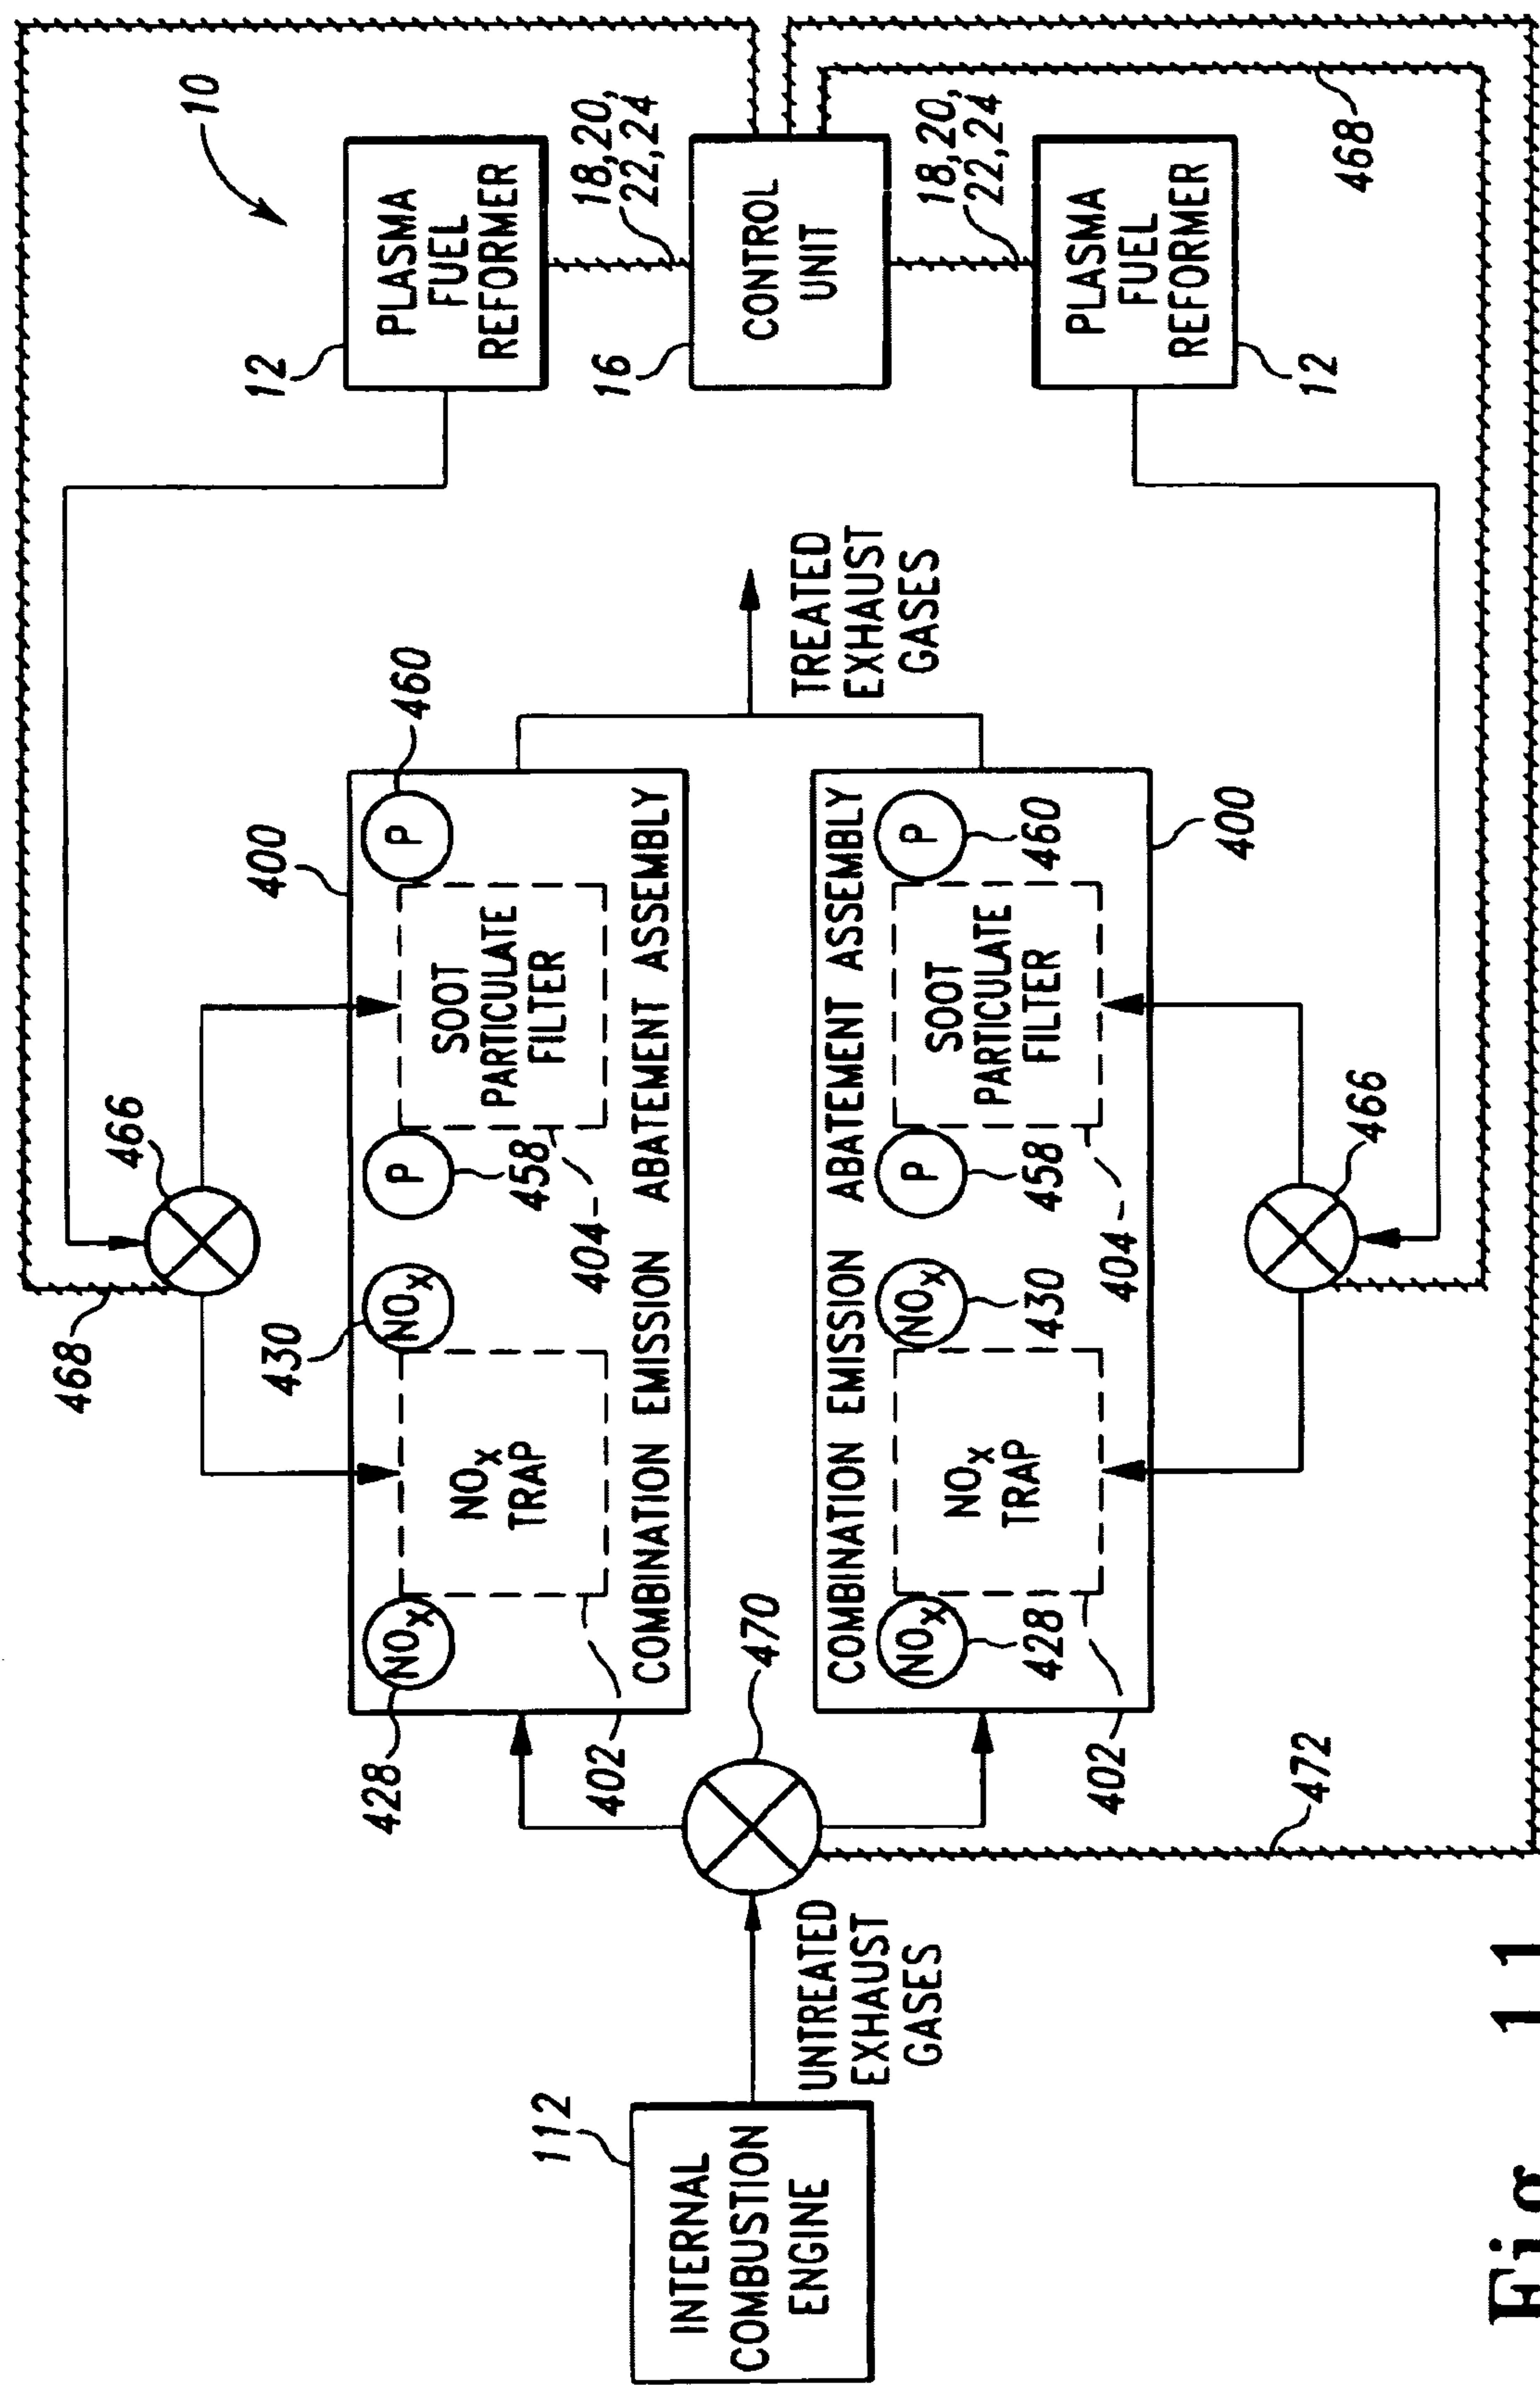 10
12
PLASMA
FUEL
REFORMER
18,20,
22,24
16
CONTROL
UNIT
18,20,
22,24
PLASMA
FUEL
REFORMER
12
468
466
468
400
460
430
428
NOx
NOx
P
P
NOx
TRAP
SOOT
PARTICULATE
FILTER
458
404
402
COMBINATION EMISSION ABATEMENT ASSEMBLY
TREATED
EXHAUST
GASES
112
INTERNAL
COMBUSTION
ENGINE
UNTREATED
EXHAUST
GASES
470
COMBINATION EMISSION ABATEMENT ASSEMBLY
NOx
NOx
P
P
428
430
458
460
NOx
TRAP
SOOT
PARTICULATE
FILTER
402
404
400
466
472
Fig. 11